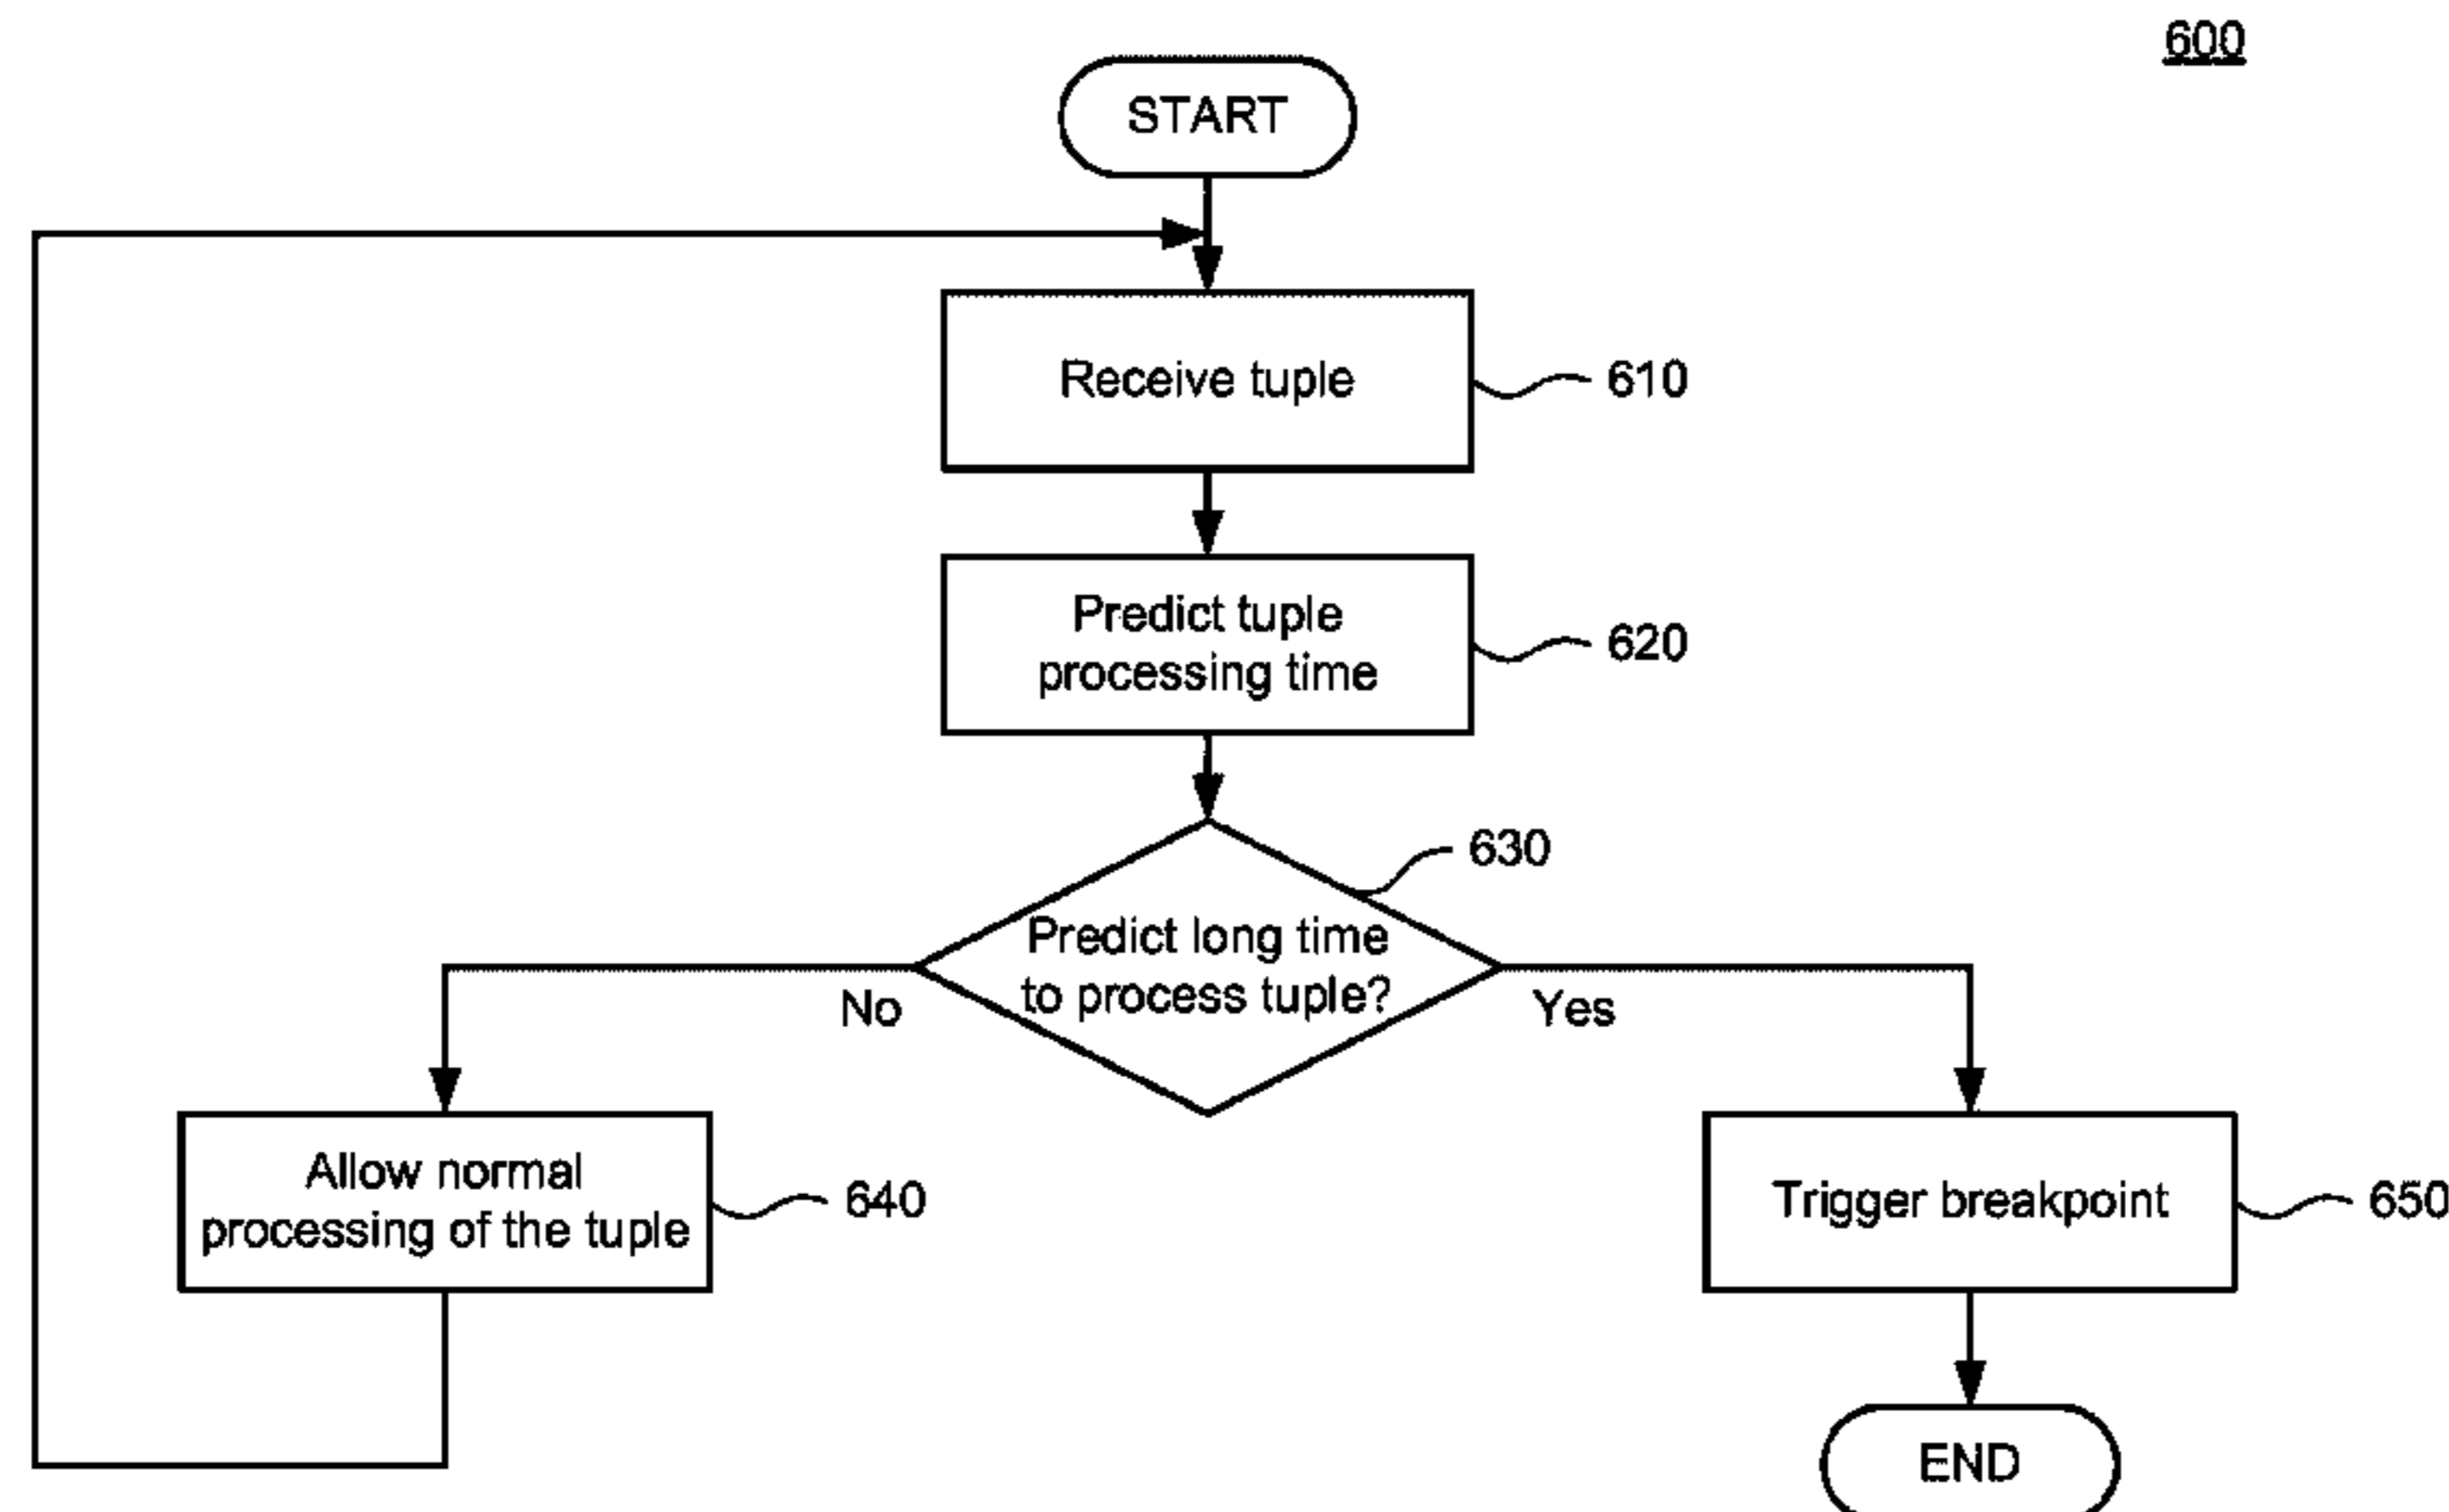 600
START
Receive tuple
610
Predict tuple
processing time
620
630
Predict long time
to process tuple?
No
Yes
Allow normal
processing of the tuple
640
Trigger breakpoint
650
END